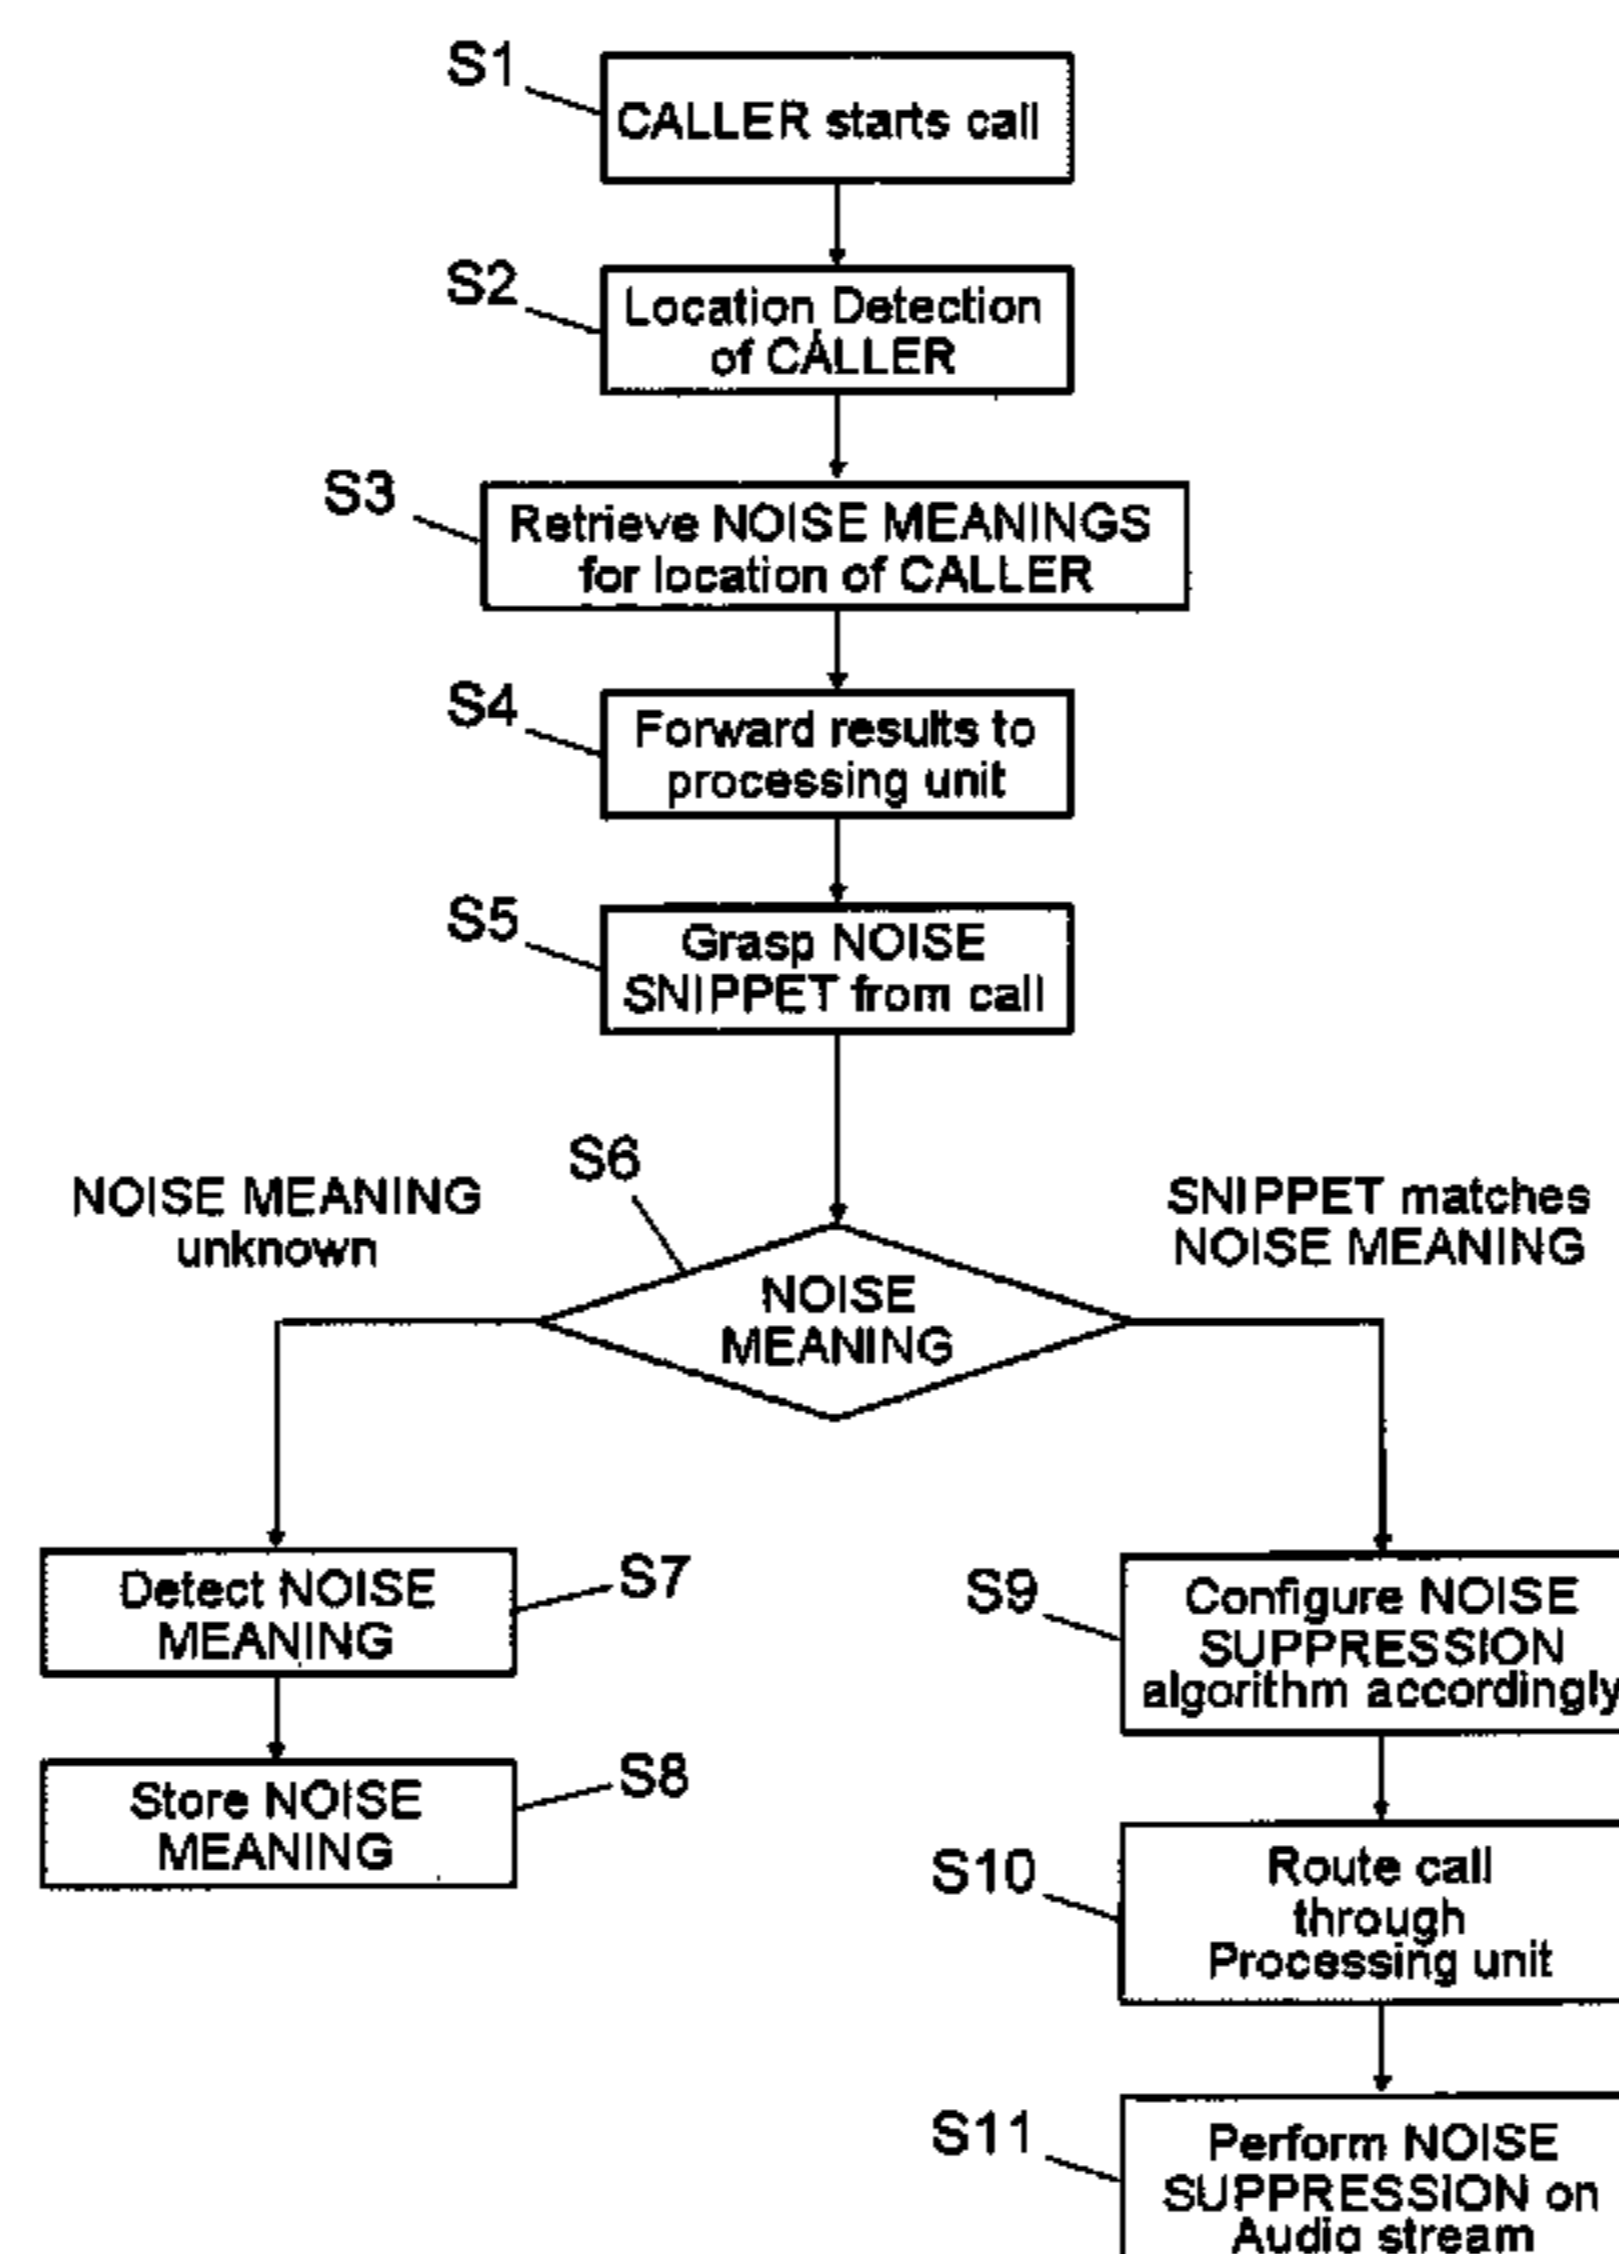 S1
CALLER starts call
S2
Location Detection
of CALLER
S3
Retrieve NOISE MEANINGS
for location of CALLER
S4
Forward results to
processing unit
S5
Grasp NOISE
SNIPPET from call
S6
NOISE MEANING
unknown
SNIPPET matches
NOISE MEANING
NOISE
MEANING
Detect NOISE
MEANING
S7
Store NOISE
MEANING
S8
S9
Configure NOISE
SUPPRESSION
algorithm accordingly
S10
Route call
through
Processing unit
S11
Perform NOISE
SUPPRESSION on
Audio stream